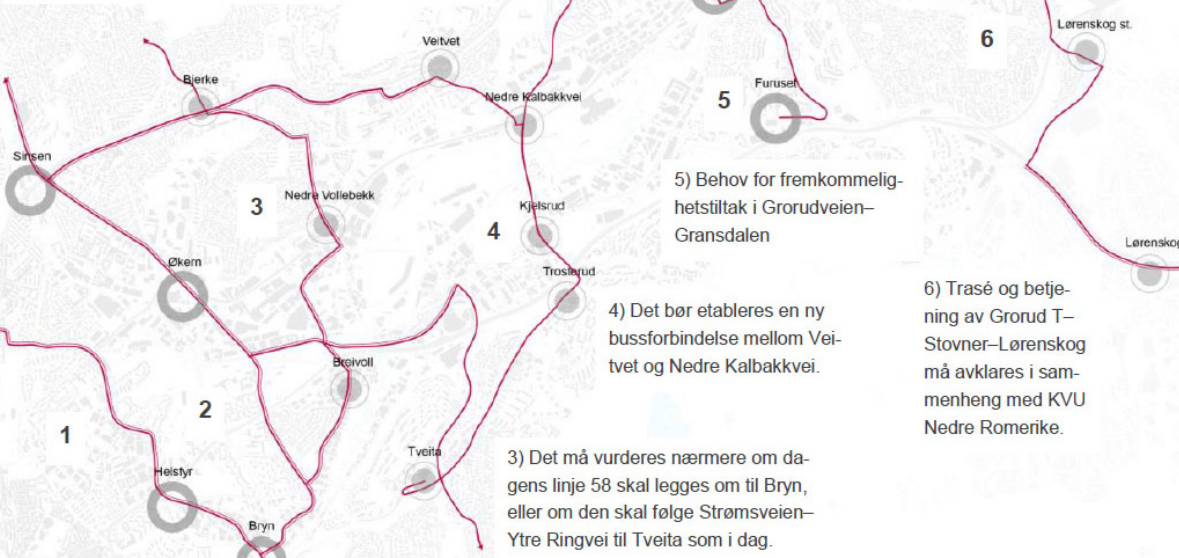 6
Lørenskog st.
Veitvet
Bjerke
Furuset
5
Nedre Kalbakkvei
Sinsen
3
Nedre Vollebekk
4
Kjelsrud
5) Behov for fremkommelig-
hetstiltak i Grorudveien–
Gransdalen
Lørenskog
Økern
Trosterud
6) Trasé og betje-
ning av Grorud T–
Stovner–Lørenskog
må avklares i sam-
menheng med KVU
Nedre Romerike.
4) Det bør etableres en ny
bussforbindelse mellom Vei-
tvet og Nedre Kalbakkvei.
Breivoll
2
1
Tveita
Helsfyr
Bryn
3) Det må vurderes nærmere om da-
gens linje 58 skal legges om til Bryn,
eller om den skal følge Strømsveien–
Ytre Ringvei til Tveita som i dag.